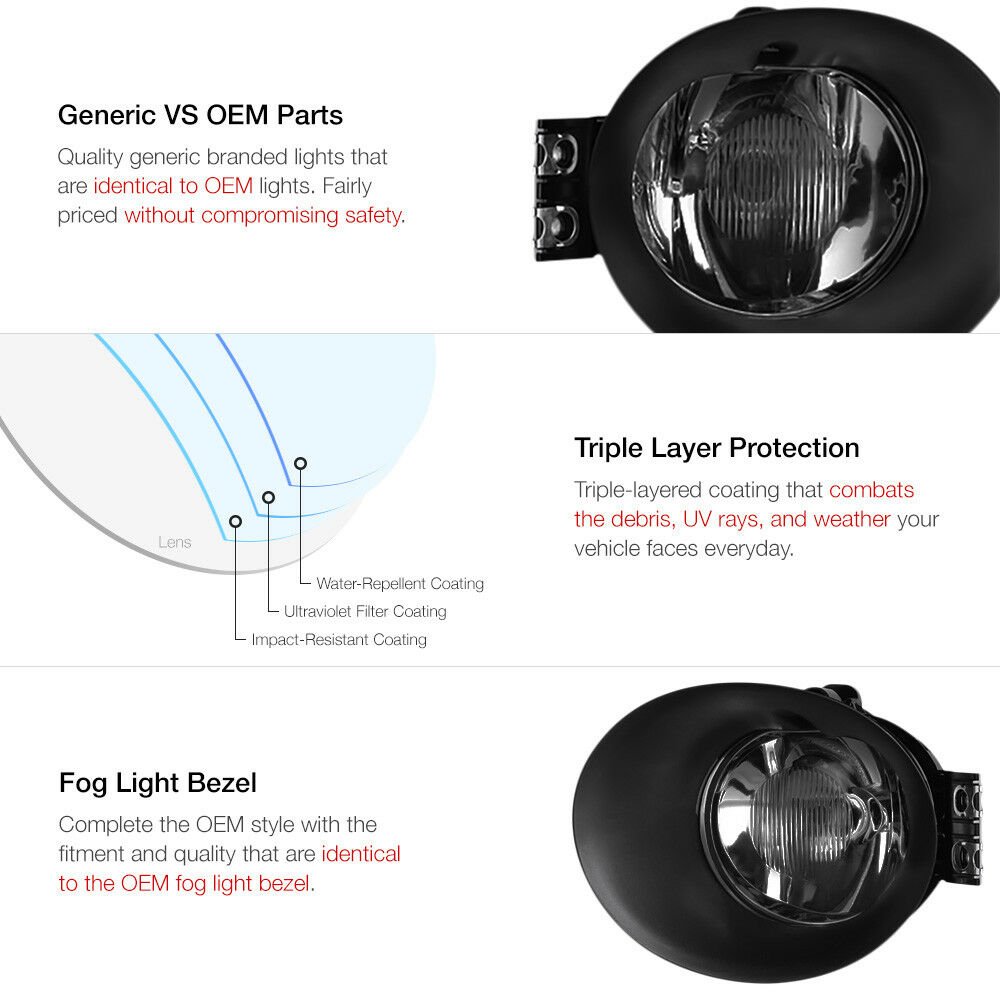 Generic VS OEM Parts
Quality generic branded lights that
are identical to OEM lights. Fairly
priced without compromising safety.
Triple Layer Protection
Triple-layered coating that combats
the debris, UV rays, and weather your
vehicle faces everyday.
Lens
Water-Repellent Coating
Ultraviolet Filter Coating
Impact-Resistant Coating
Fog Light Bezel
Complete the OEM style with the
fitment and quality that are identical
to the OEM fog light bezel.